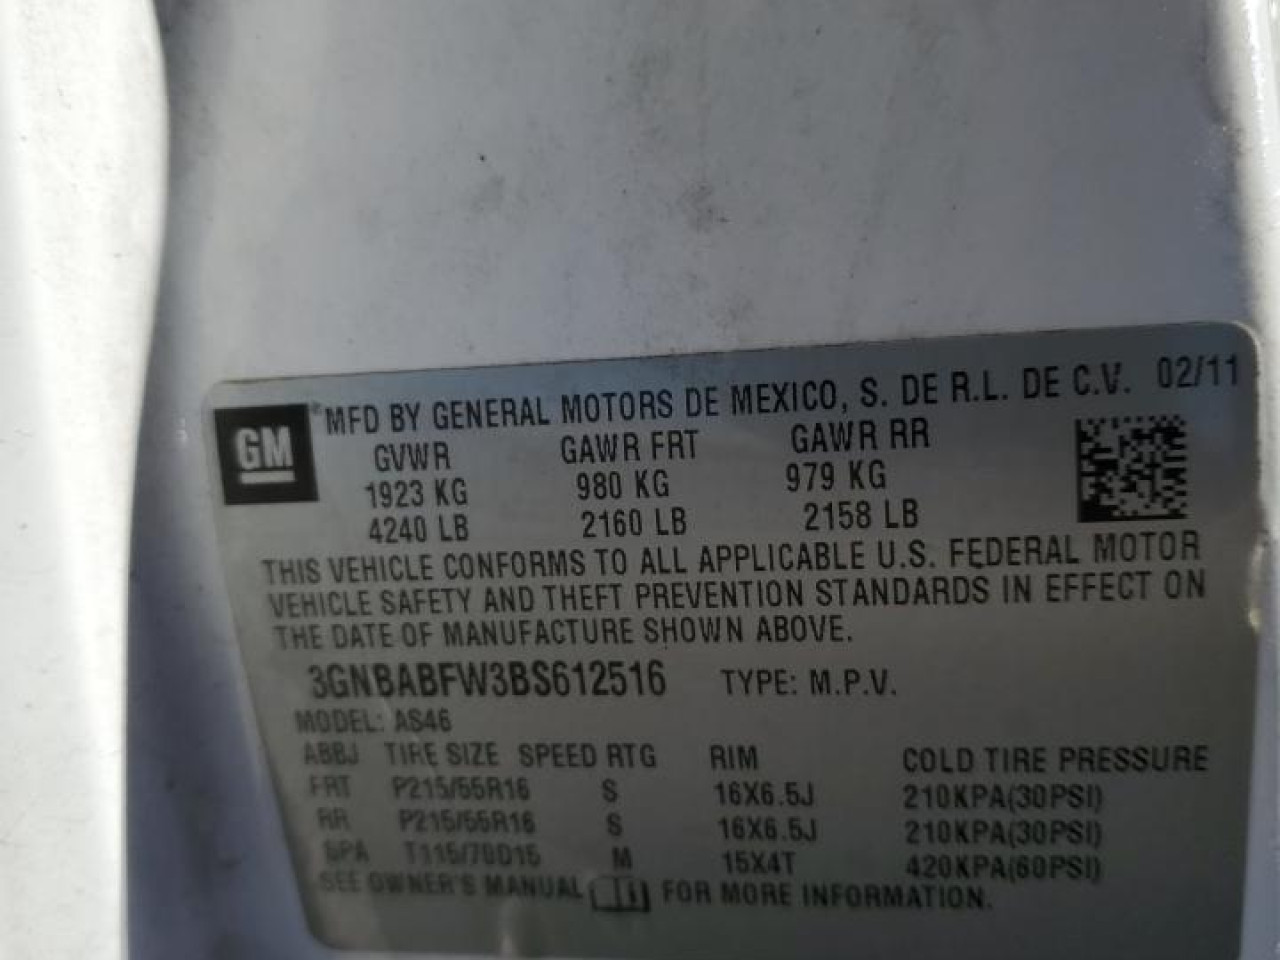 GM ® MFD BY GENERAL MOTORS DE MEXICO, S. DE R.L. DE C.V. 02/11
GVWR GAWR FRT GAWR RR
1923 KG 980 KG 979 KG
4240 LB 2160 LB 2158 LB
THIS VEHICLE CONFORMS TO ALL APPLICABLE U.S. FEDERAL MOTOR
VEHICLE SAFETY AND THEFT PREVENTION STANDARDS IN EFFECT ON
THE DATE OF MANUFACTURE SHOWN ABOVE.
3GNBABFW3BS612516 TYPE: M.P.V.
MODEL: AS46
ABBJ TIRE SIZE SPEED RTG RIM COLD TIRE PRESSURE
FRT P215/55R16 S 16X6.5J 210KPA(30PSI)
RR P215/55R16 S 16X6.5J 210KPA(30PSI)
SPA T115/70D15 M 15X4T 420KPA(60PSI)
SEE OWNER'S MANUAL FOR MORE INFORMATION.